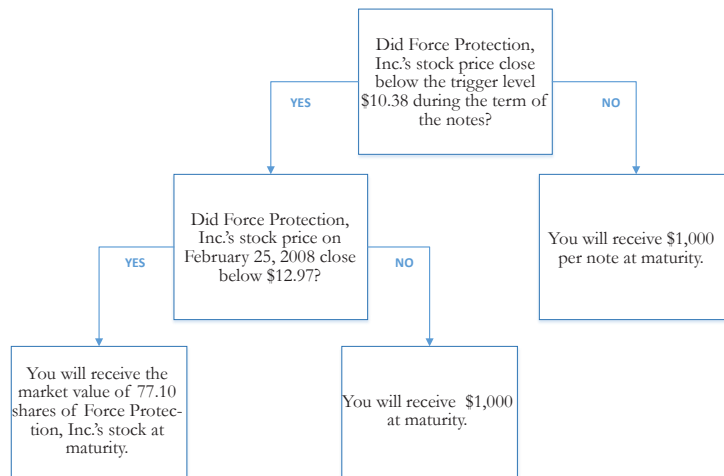 Did Force Protection,
Inc.'s stock price close
below the trigger level
$10.38 during the term of
the notes?
YES
NO
Did Force Protection,
Inc.'s stock price on
February 25, 2008 close
below $12.97?
You will receive $1,000
per note at maturity.
YES
NO
You will receive the
market value of 77.10
shares of Force Protec-
tion, Inc.'s stock at
maturity.
You will receive $1,000
at maturity.